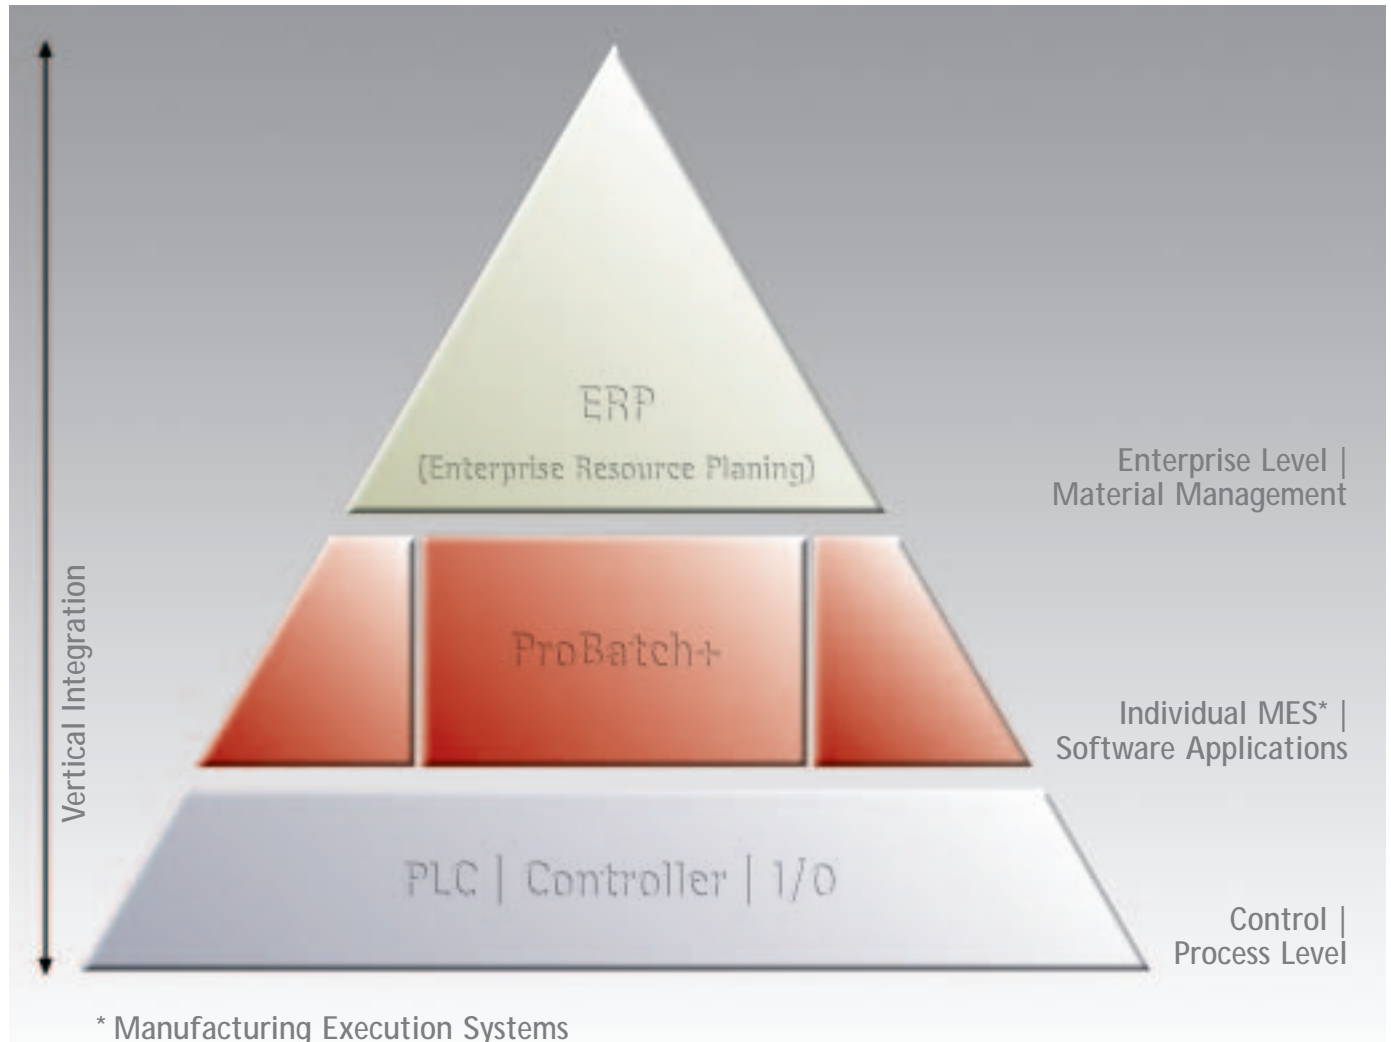 ERP
(Enterprise Resource Planing)
Enterprise Level |
Material Management
ProBatch+
Individual MES* |
Software Applications
Vertical Integration
PLC | Controller | I/O
Control |
Process Level
* Manufacturing Execution Systems